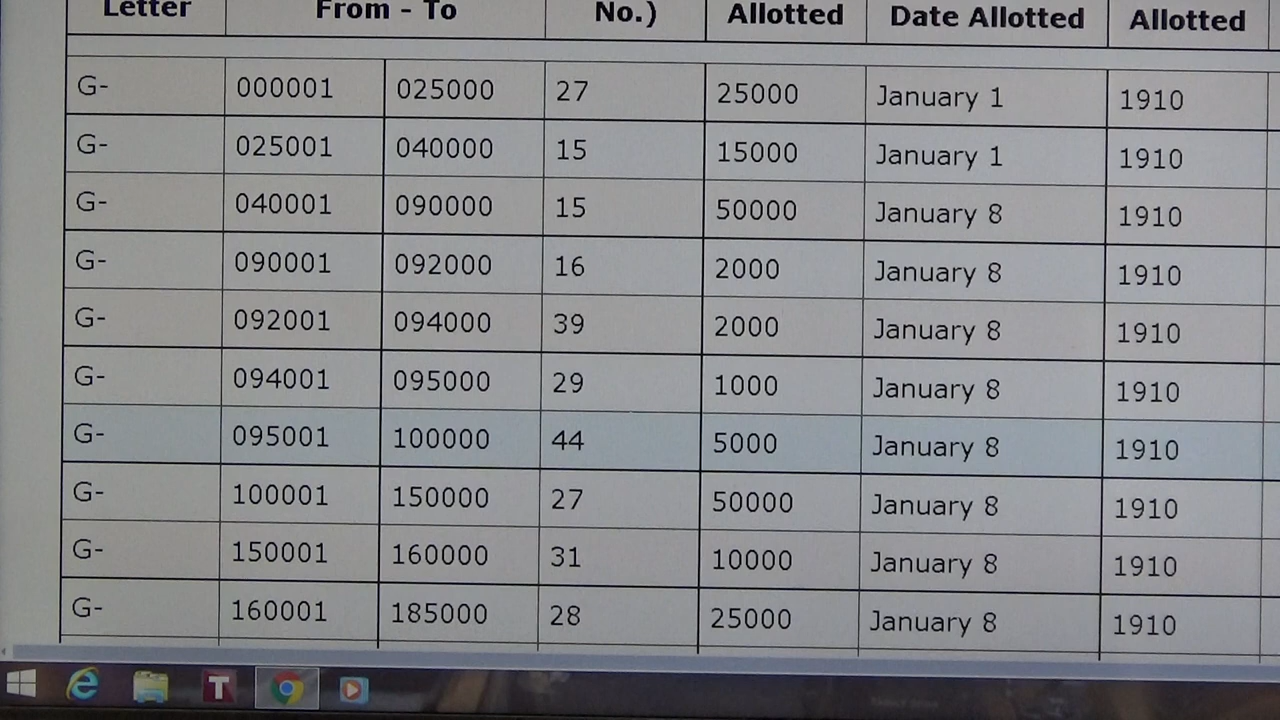 Letter From - To No.) Allotted Date Allotted Allotted
G- 000001 025000 27 25000 January 1 1910
G- 025001 040000 15 15000 January 1 1910
G- 040001 090000 15 50000 January 8 1910
G- 090001 092000 16 2000 January 8 1910
G- 092001 094000 39 2000 January 8 1910
G- 094001 095000 29 1000 January 8 1910
G- 095001 100000 44 5000 January 8 1910
G- 100001 150000 27 50000 January 8 1910
G- 150001 160000 31 10000 January 8 1910
G- 160001 185000 28 25000 January 8 1910
T